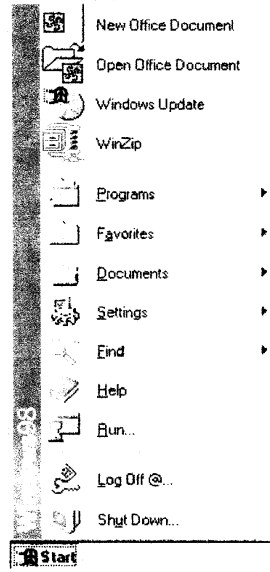 New Office Document
Open Office Document
Windows Update
WinZip
Programs
Favorites
Documents
Settings
Find
Help
Run...
Log Off @...
Shut Down...
98
Start